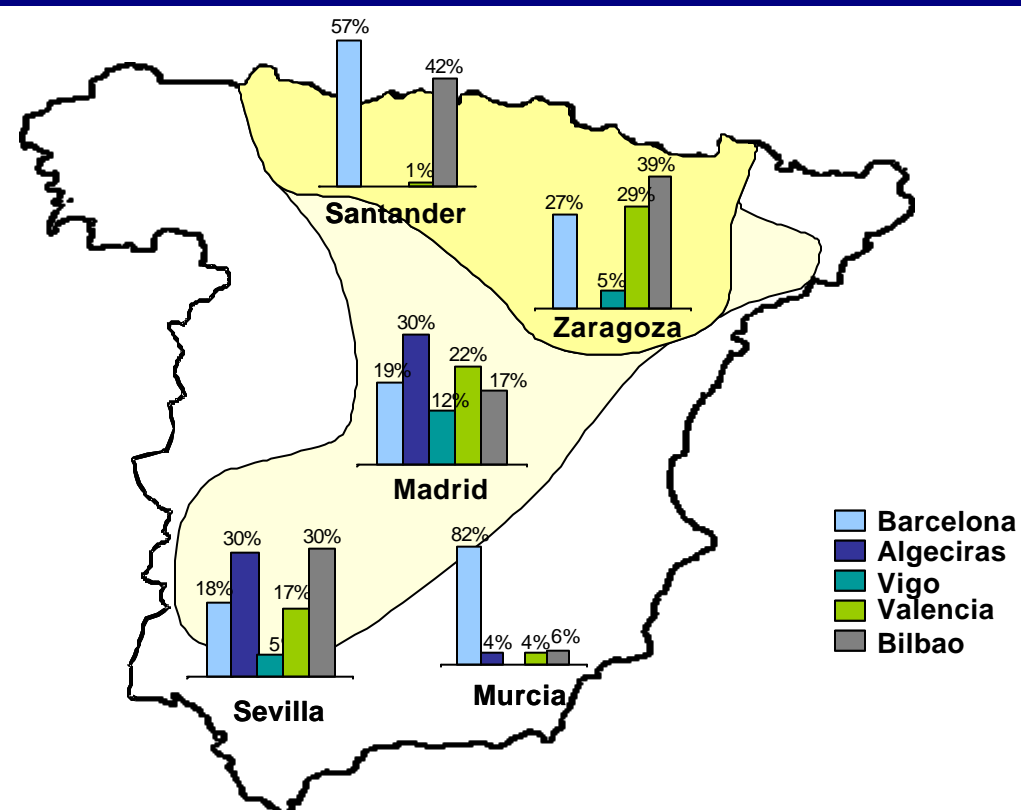 57%
42%
1%
Santander
39%
29%
27%
5%
Zaragoza
30%
22%
19%
17%
12%
Madrid
30%
30%
18%
17%
5%
Sevilla
82%
4%
4%
6%
Murcia
Barcelona
Algeciras
Vigo
Valencia
Bilbao